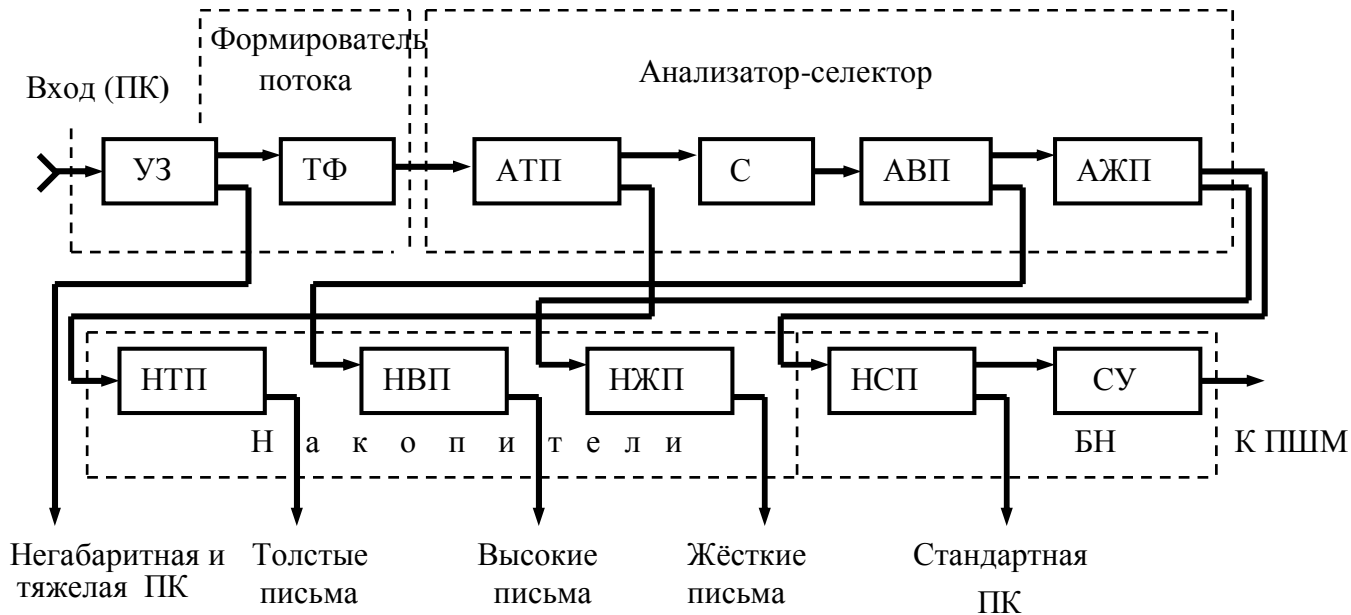 Формирователь
потока
Анализатор-селектор
Вход (ПК)
УЗ
ТФ
АТП
С
АВП
АЖП
НТП
НВП
НЖП
НСП
СУ
Накопители
БН
К ПШМ
Негабаритная и
тяжелая ПК
Толстые
письма
Высокие
письма
Жёсткие
письма
Стандартная
ПК